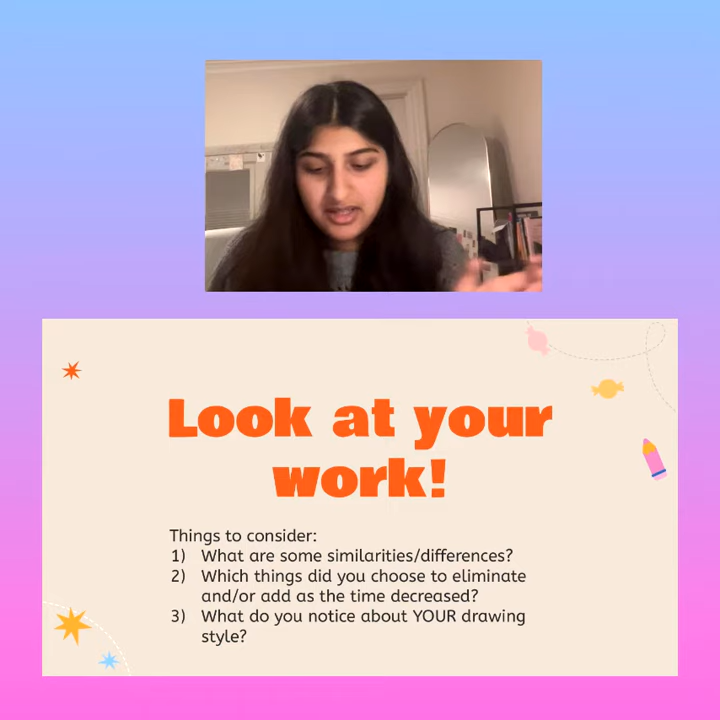 Look at your
work!
Things to consider:
1) What are some similarities/differences?
2) Which things did you choose to eliminate
and/or add as the time decreased?
3) What do you notice about YOUR drawing
style?